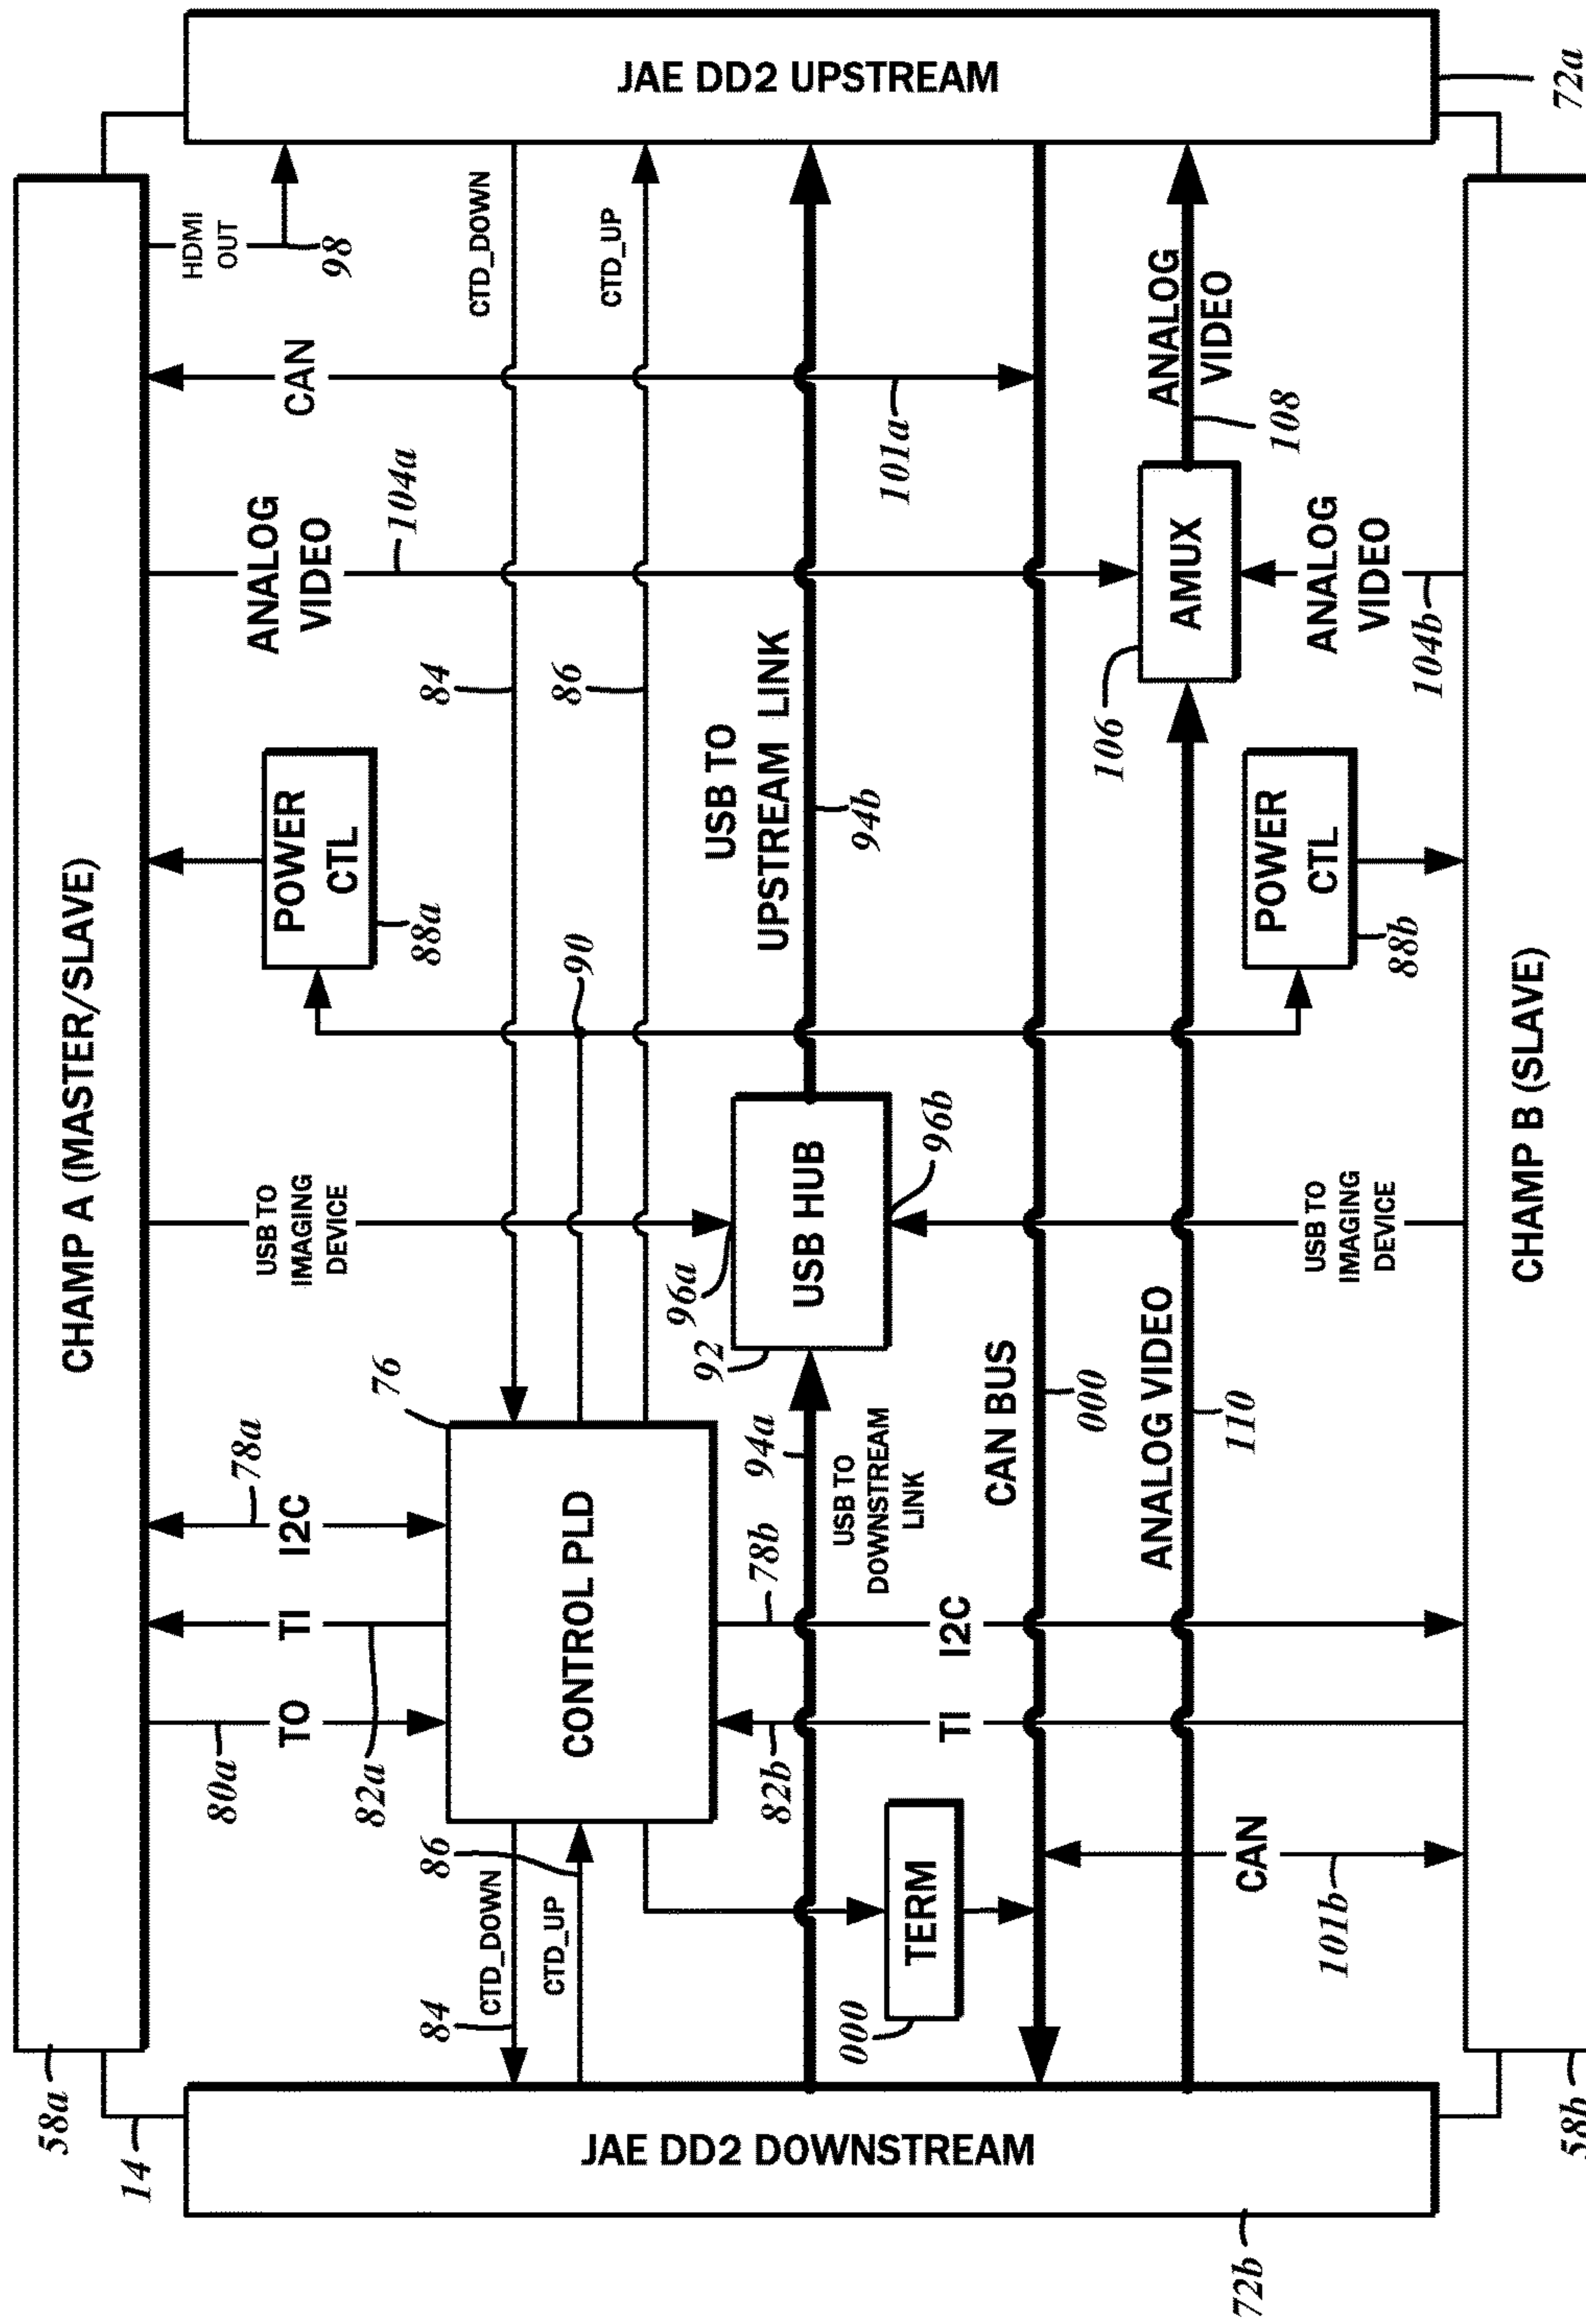 58a
14
CHAMP A (MASTER/SLAVE)
80a
TO
TI
82a
I2C
78a
USB TO
IMAGING
DEVICE
POWER
CTL
88a
ANALOG
VIDEO
104a
CAN
HDMI
OUT
98
84
CTD_DOWN
86
CTD_UP
76
CONTROL PLD
90
84
CTD_DOWN
86
CTD_UP
JAE DD2 DOWNSTREAM
72b
JAE DD2 UPSTREAM
72a
82b
78b
94a
USB TO
DOWNSTREAM
LINK
92
96a
USB HUB
96b
USB TO
UPSTREAM LINK
94b
101a
000
TERM
TI
I2C
CAN BUS
000
ANALOG VIDEO
110
106
AMUX
ANALOG
VIDEO
108
101b
CAN
USB TO
IMAGING
DEVICE
POWER
CTL
88b
ANALOG
VIDEO
104b
CHAMP B (SLAVE)
58b